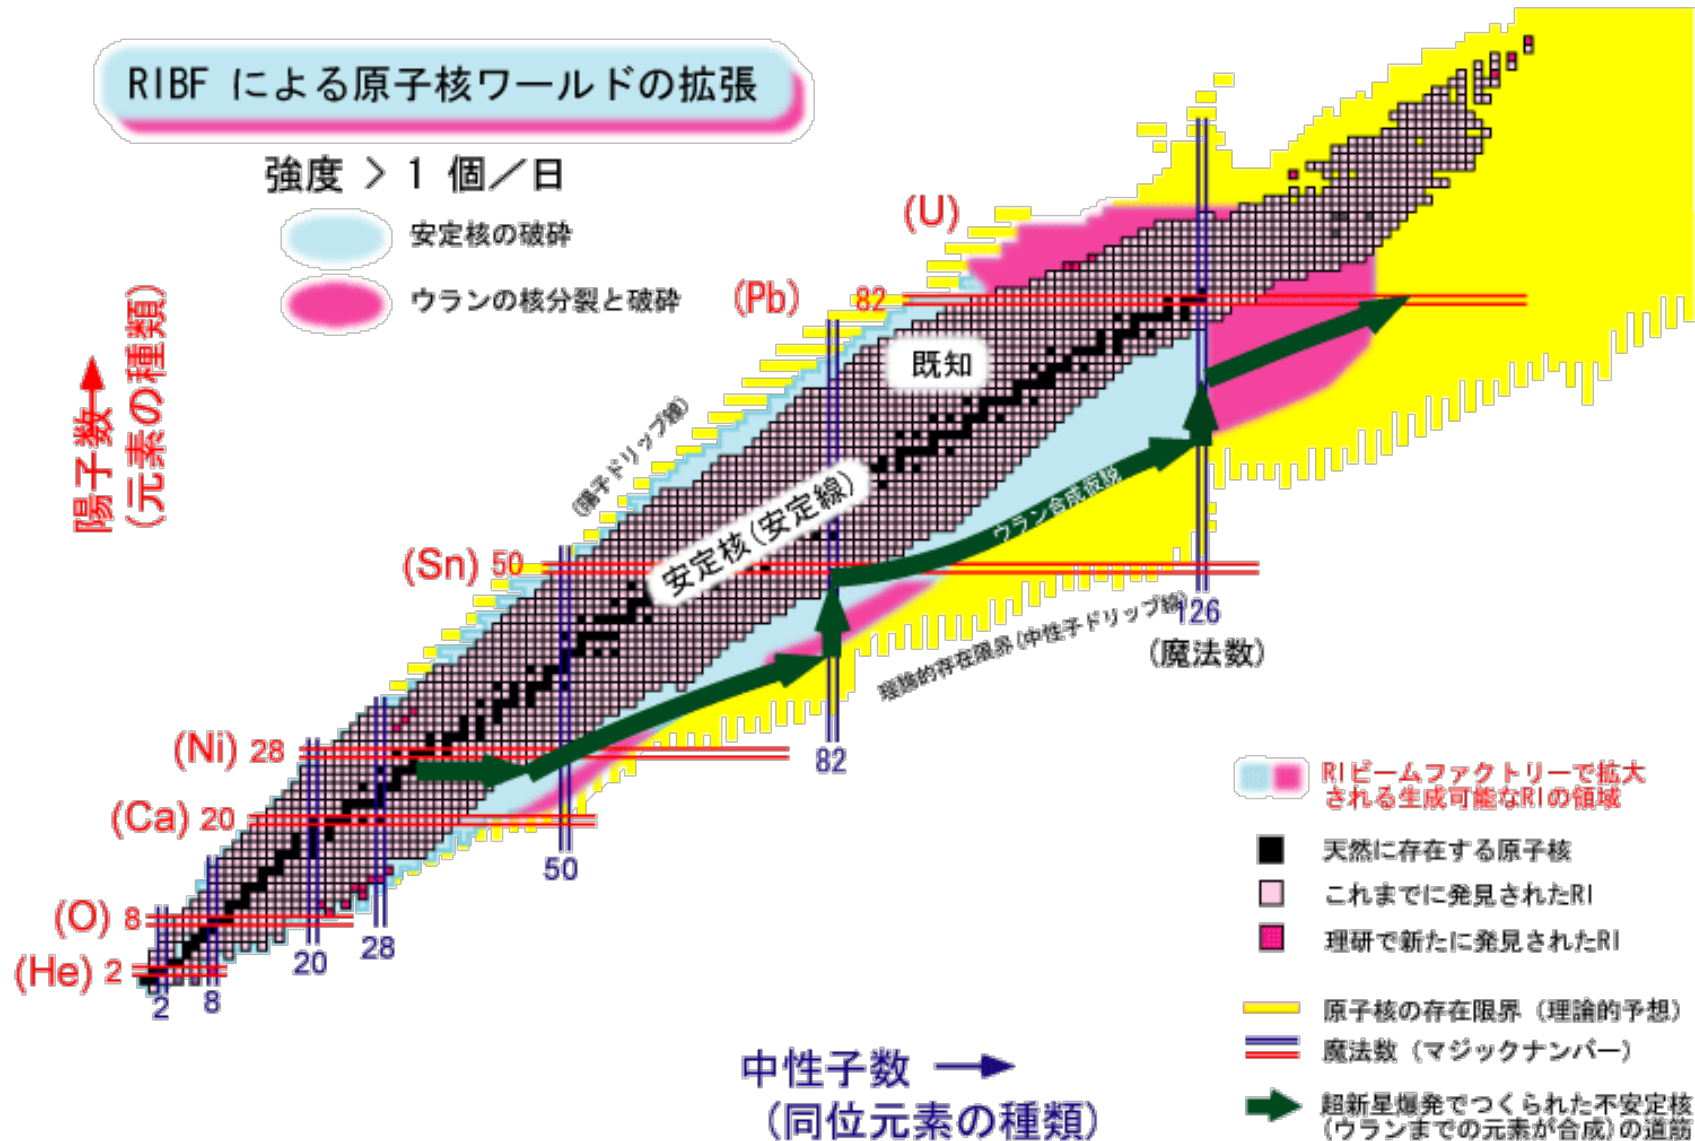 RIBF による原子核ワールドの拡張
強度 > 1 個／日
安定核の破砕
ウランの核分裂と破砕
(U)
(Pb) 82
既知
(陽子ドリップ線)
安定核(安定線)
陽子数→
(元素の種類)
(Sn) 50
ウラン合成仮説
126
(魔法数)
理論的存在限界(中性子ドリップ線)
(Ni) 28
82
(Ca) 20
50
(O) 8
28
20
(He) 2
2
8
中性子数 →
(同位元素の種類)
RIビームファクトリーで拡大
される生成可能なRIの領域
天然に存在する原子核
これまでに発見されたRI
理研で新たに発見されたRI
原子核の存在限界（理論的予想）
魔法数（マジックナンバー）
超新星爆発でつくられた不安定核
(ウランまでの元素が合成)の道筋